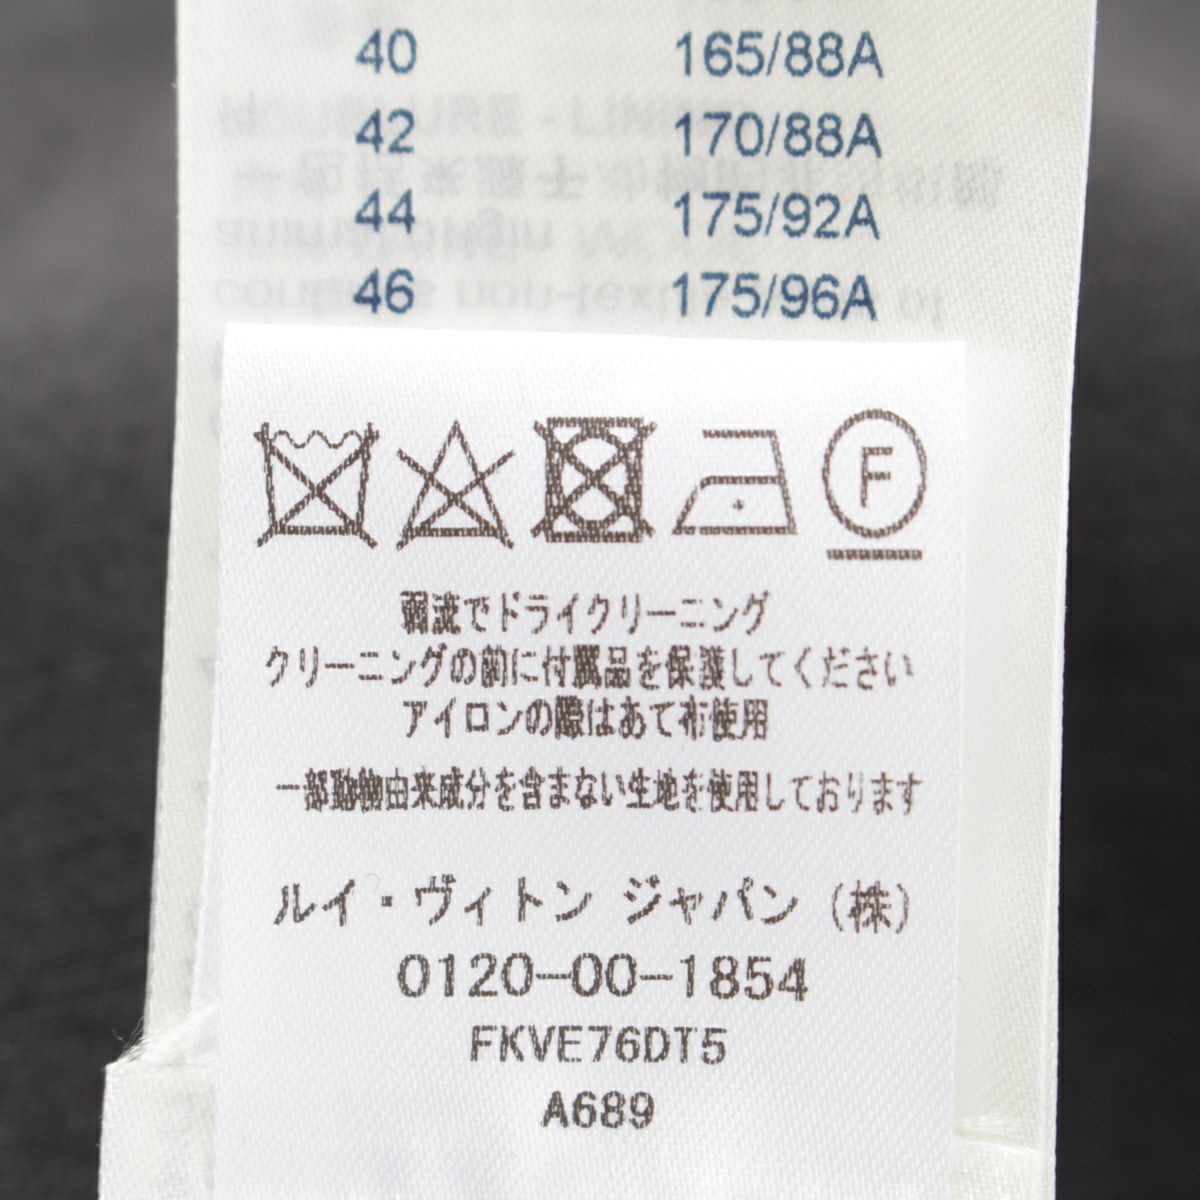 40 165/88A
42 170/88A
44 175/92A
46 175/96A
F
弱流でドライクリーニング
クリーニングの前に付属品を保護してください
アイロンの際はあて布使用
一部動物由来成分を含まない生地を使用しております
ルイ・ヴィトン ジャパン (株)
0120-00-1854
FKVE76DT5
A689